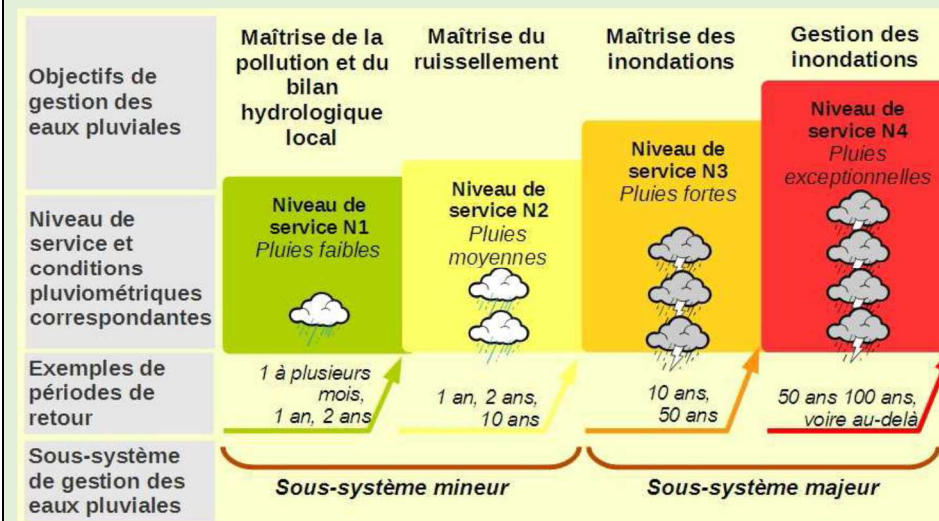 Objectifs de
gestion des
eaux pluviales
Maîtrise de la
pollution et du
bilan
hydrologique
local
Maîtrise du
ruissellement
Maîtrise des
inondations
Gestion des
inondations
Niveau de
service et
conditions
pluviométriques
correspondantes
Niveau de
service N1
Pluies faibles
Niveau de
service N2
Pluies
moyennes
Niveau de
service N3
Pluies fortes
Niveau de
service N4
Pluies
exceptionnelles
Exemples de
périodes de
retour
1 à plusieurs
mois,
1 an, 2 ans
1 an, 2 ans,
10 ans
10 ans,
50 ans
50 ans 100 ans,
voire au-delà
Sous-système
de gestion des
eaux pluviales
Sous-système mineur
Sous-système majeur